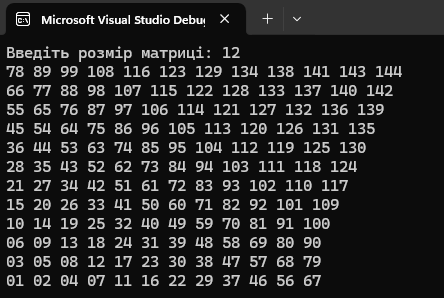 Microsoft Visual Studio Debu
Введіть розмір матриці: 12
78 89 99 108 116 123 129 134 138 141 143 144
66 77 88 98 107 115 122 128 133 137 140 142
55 65 76 87 97 106 114 121 127 132 136 139
45 54 64 75 86 96 105 113 120 126 131 135
36 44 53 63 74 85 95 104 112 119 125 130
28 35 43 52 62 73 84 94 103 111 118 124
21 27 34 42 51 61 72 83 93 102 110 117
15 20 26 33 41 50 60 71 82 92 101 109
10 14 19 25 32 40 49 59 70 81 91 100
06 09 13 18 24 31 39 48 58 69 80 90
03 05 08 12 17 23 30 38 47 57 68 79
01 02 04 07 11 16 22 29 37 46 56 67